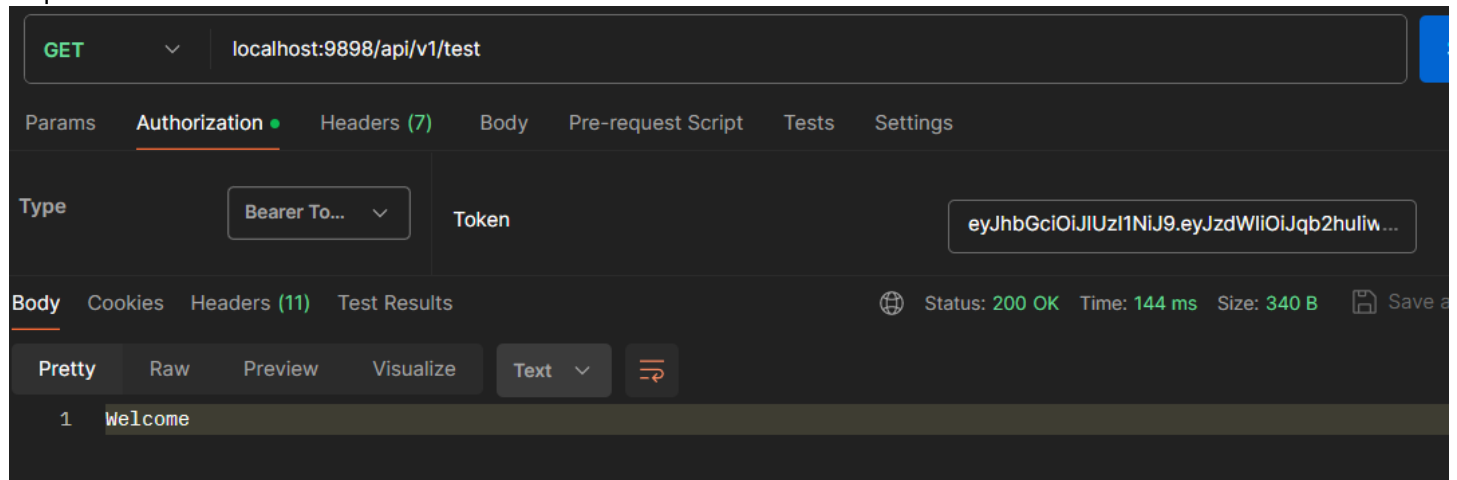 GET localhost:9898/api/v1/test
Params Authorization Headers (7) Body Pre-request Script Tests Settings
Type Bearer To... Token eyJhbGciOiJIUzI1NiJ9.eyJzdWIiOiJqb2huIiw...
Body Cookies Headers (11) Test Results Status: 200 OK Time: 144 ms Size: 340 B Save a
Pretty Raw Preview Visualize Text
1 Welcome